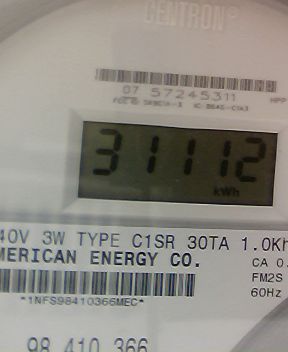 CENTRON®
07 57245311
HPP
31112
kWh
40V 3W TYPE C1SR 30TA 1.0Kh
MERICAN ENERGY CO.
CA 0.
FM2S
60Hz
*1NFS98410366MEC*
98 410 366